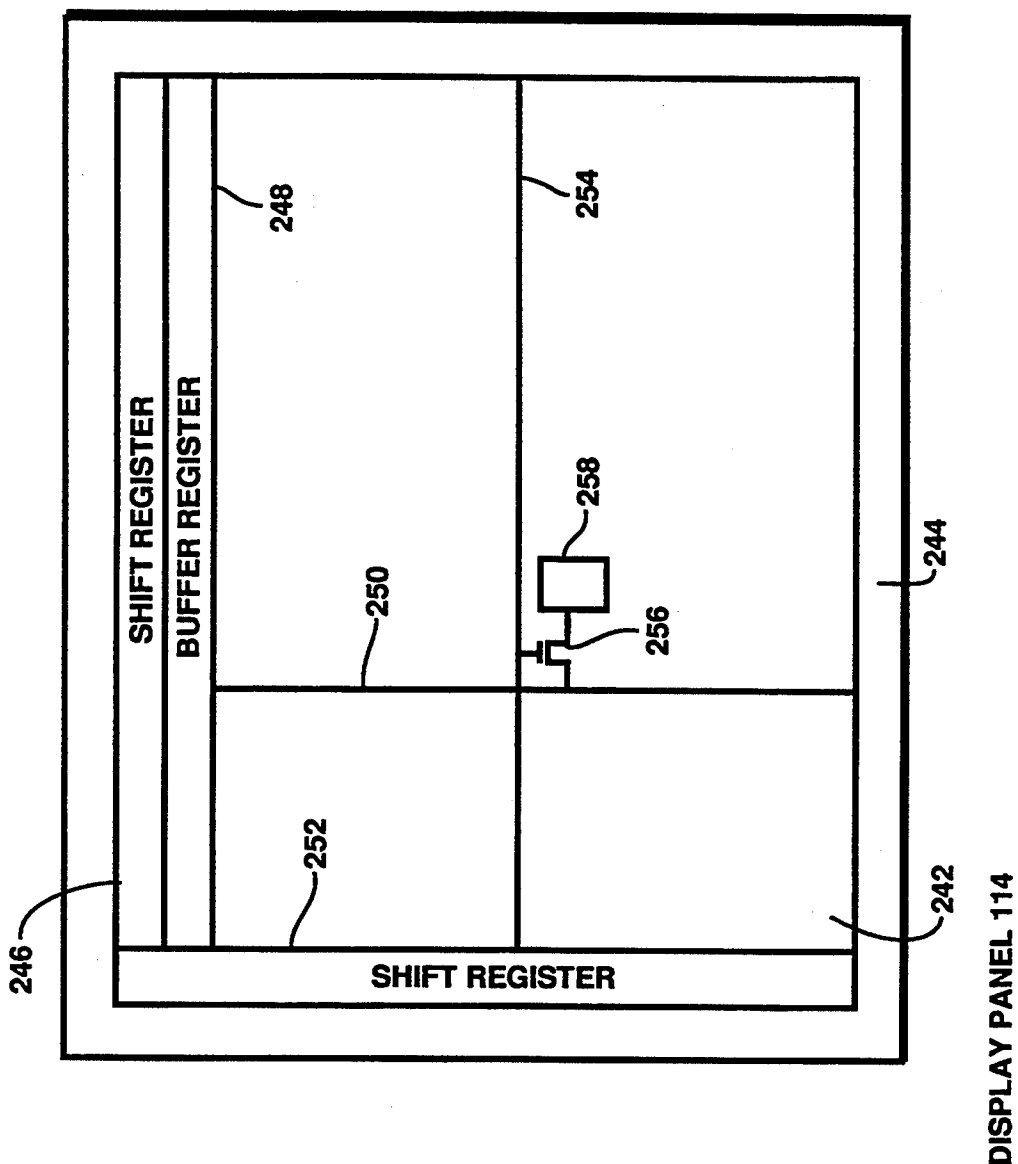 246
SHIFT REGISTER
BUFFER REGISTER
248
250
252
SHIFT REGISTER
254
258
256
244
242
DISPLAY PANEL 114